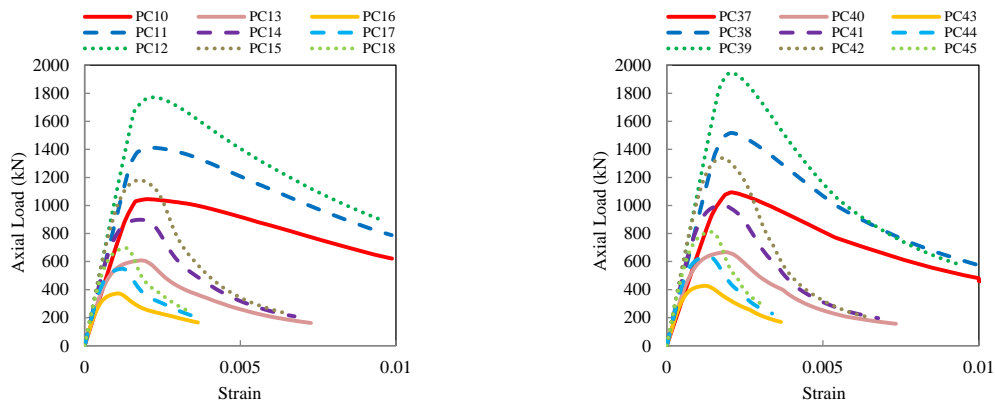 PC10 PC13 PC16
PC11 PC14 PC17
PC12 PC15 PC18
2000
1800
1600
1400
1200
1000
800
600
400
200
0
Axial Load (kN)
0 0.005 0.01
Strain
PC37 PC40 PC43
PC38 PC41 PC44
PC39 PC42 PC45
2000
1800
1600
1400
1200
1000
800
600
400
200
0
Axial Load (kN)
0 0.005 0.01
Strain